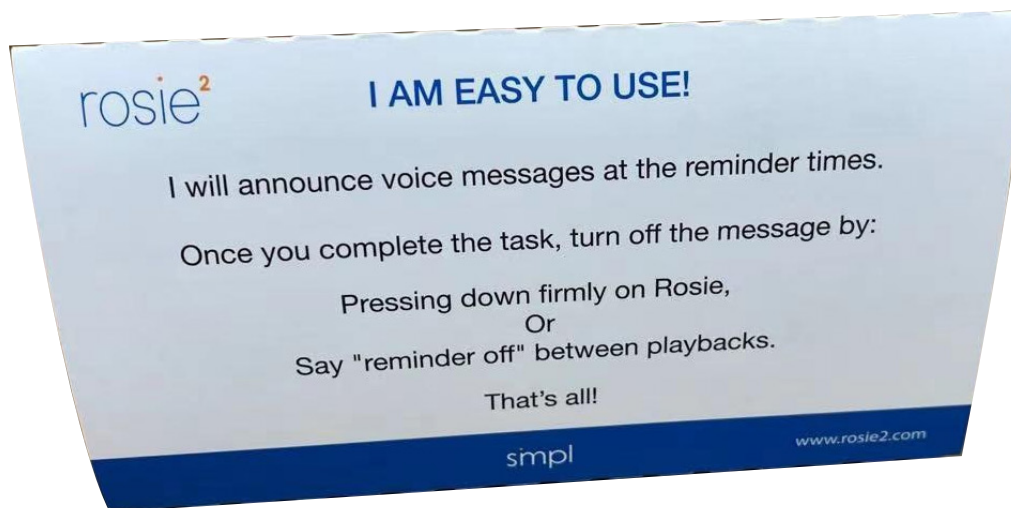 rosie²
I AM EASY TO USE!
I will announce voice messages at the reminder times.
Once you complete the task, turn off the message by:
Pressing down firmly on Rosie,
Or
Say "reminder off" between playbacks.
That's all!
smpl
www.rosie2.com